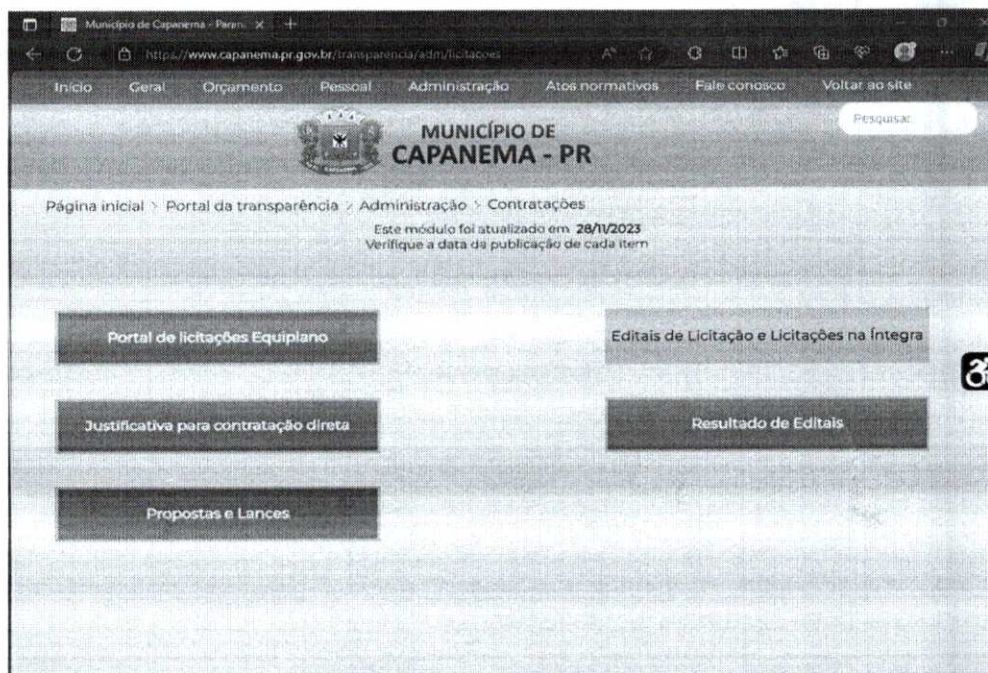 Município de Capanema - Paraná
https://www.capanema.pr.gov.br/transparencia/adm/licitacoes
Início Geral Orçamento Pessoal Administração Atos normativos Fale conosco Voltar ao site
Pesquisar
MUNICÍPIO DE
CAPANEMA - PR
Página inicial > Portal da transparência > Administração > Contratações
Este módulo foi atualizado em 28/11/2023
Verifique a data da publicação de cada item
Portal de licitações Equiplano
Editais de Licitação e Licitações na Íntegra
Justificativa para contratação direta
Resultado de Editais
Propostas e Lances